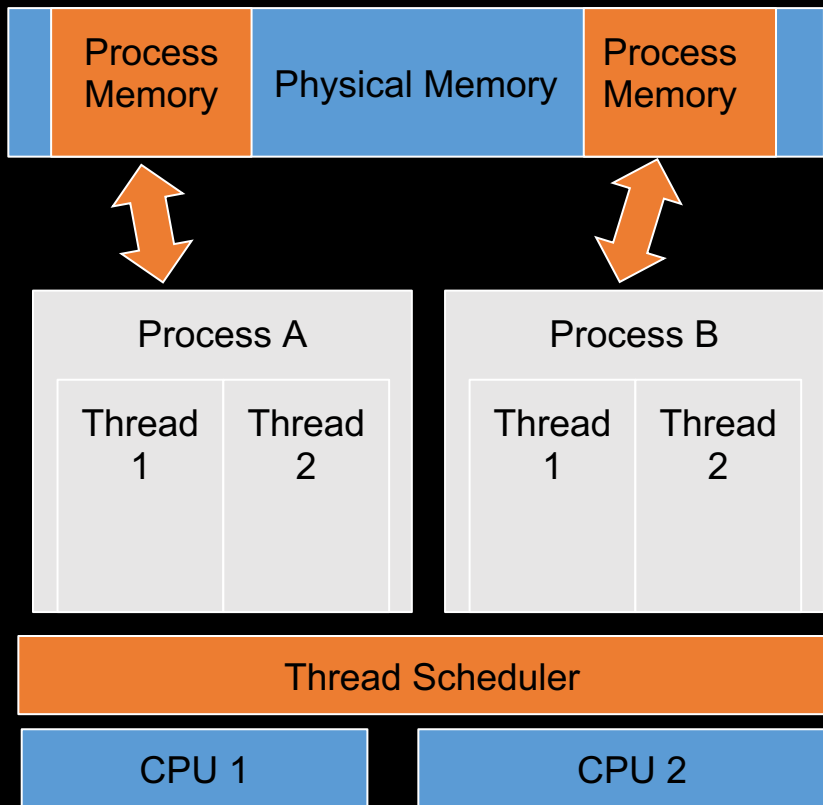 Process
Memory
Physical Memory
Process
Memory
Process A
Thread
1
Thread
2
Process B
Thread
1
Thread
2
Thread Scheduler
CPU 1
CPU 2